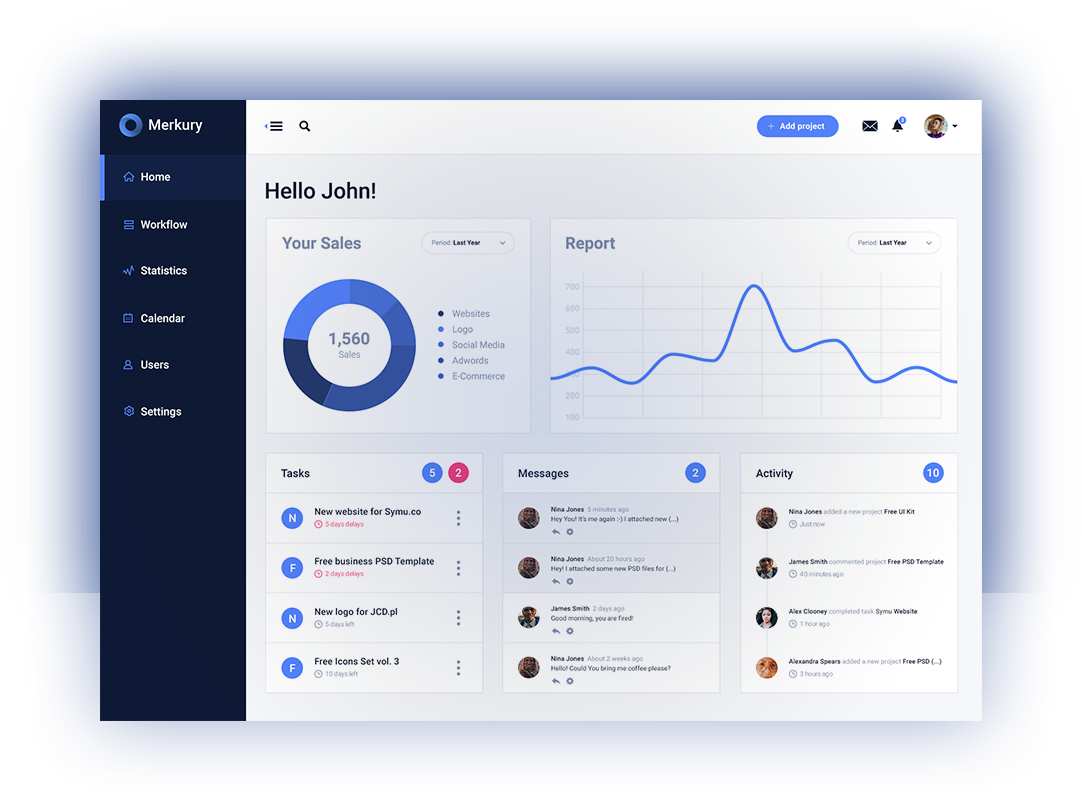 Merkury
Add project
3
Home
Workflow
Statistics
Calendar
Users
Settings
Hello John!
Your Sales
Period: Last Year
1,560
Sales
Websites
Logo
Social Media
Adwords
E-Commerce
Report
Period: Last Year
700
600
500
400
200
100
Tasks
5
2
N
New website for Symu.co
5 days delays
F
Free business PSD Template
2 days delays
N
New logo for JCD.pl
5 days left
F
Free Icons Set vol. 3
10 days left
Messages
2
Nina Jones 5 minutes ago
Hey You! It's me again :-) I attached new (...)
Nina Jones About 20 hours ago
Hey! I attached some new PSD files for (...)
James Smith 2 days ago
Good morning, you are fired!
Nina Jones About 2 weeks ago
Hello! Could You bring me coffee please?
Activity
10
Nina Jones added a new project Free UI Kit
Just now
James Smith commented project Free PSD Template
40 minutes ago
Alex Clooney completed task Symu Website
1 hour ago
Alexandra Spears added a new project Free PSD (...)
3 hours ago